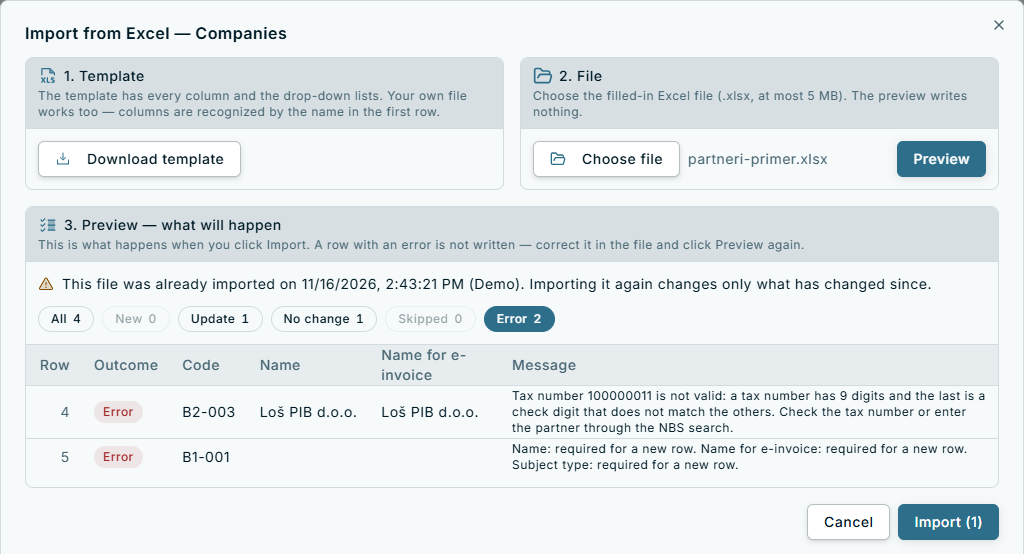 Import from Excel — Companies
XLS 1. Template
The template has every column and the drop-down lists. Your own file
works too — columns are recognized by the name in the first row.
Download template
2. File
Choose the filled-in Excel file (.xlsx, at most 5 MB). The preview writes
nothing.
Choose file partneri-primer.xlsx Preview
3. Preview — what will happen
This is what happens when you click Import. A row with an error is not written — correct it in the file and click Preview again.
This file was already imported on 11/16/2026, 2:43:21 PM (Demo). Importing it again changes only what has changed since.
All 4 New 0 Update 1 No change 1 Skipped 0 Error 2
Row Outcome Code Name Name for e-
invoice Message
4 Error B2-003 Loš PIB d.o.o. Loš PIB d.o.o. Tax number 100000011 is not valid: a tax number has 9 digits and the last is a
check digit that does not match the others. Check the tax number or enter
the partner through the NBS search.
5 Error B1-001 Name: required for a new row. Name for e-invoice: required for a new row.
Subject type: required for a new row.
Cancel Import (1)